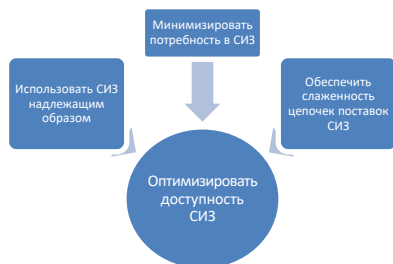 Минимизировать
потребность в СИЗ
Использовать СИЗ
надлежащим
образом
Обеспечить
слаженность
цепочек поставок
СИЗ
Оптимизировать
доступность
СИЗ